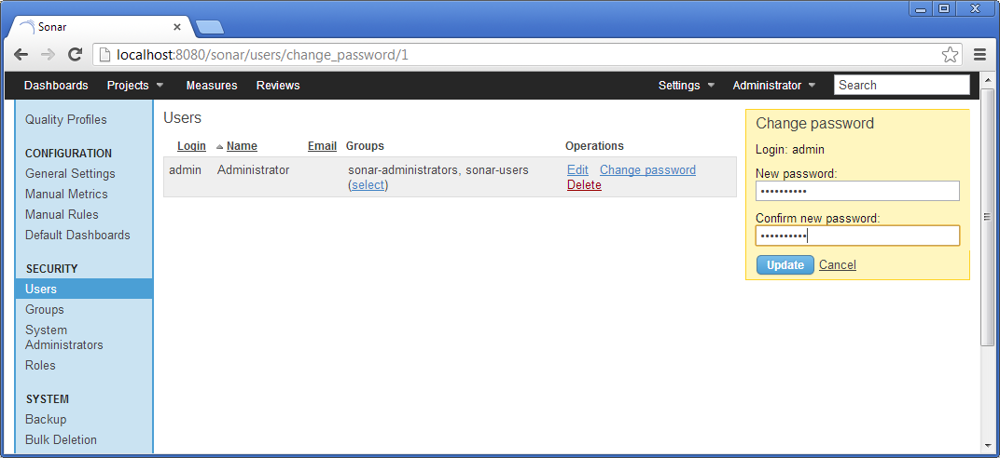 Sonar
localhost:8080/sonar/users/change_password/1
Dashboards Projects Measures Reviews Settings Administrator Search
Quality Profiles
CONFIGURATION
General Settings
Manual Metrics
Manual Rules
Default Dashboards
SECURITY
Users
Groups
System
Administrators
Roles
SYSTEM
Backup
Bulk Deletion
Users
Login Name Email Groups Operations
admin Administrator sonar-administrators, sonar-users Edit Change password
(select) Delete
Change password
Login: admin
New password:
••••••••••
Confirm new password:
••••••••••
Update Cancel